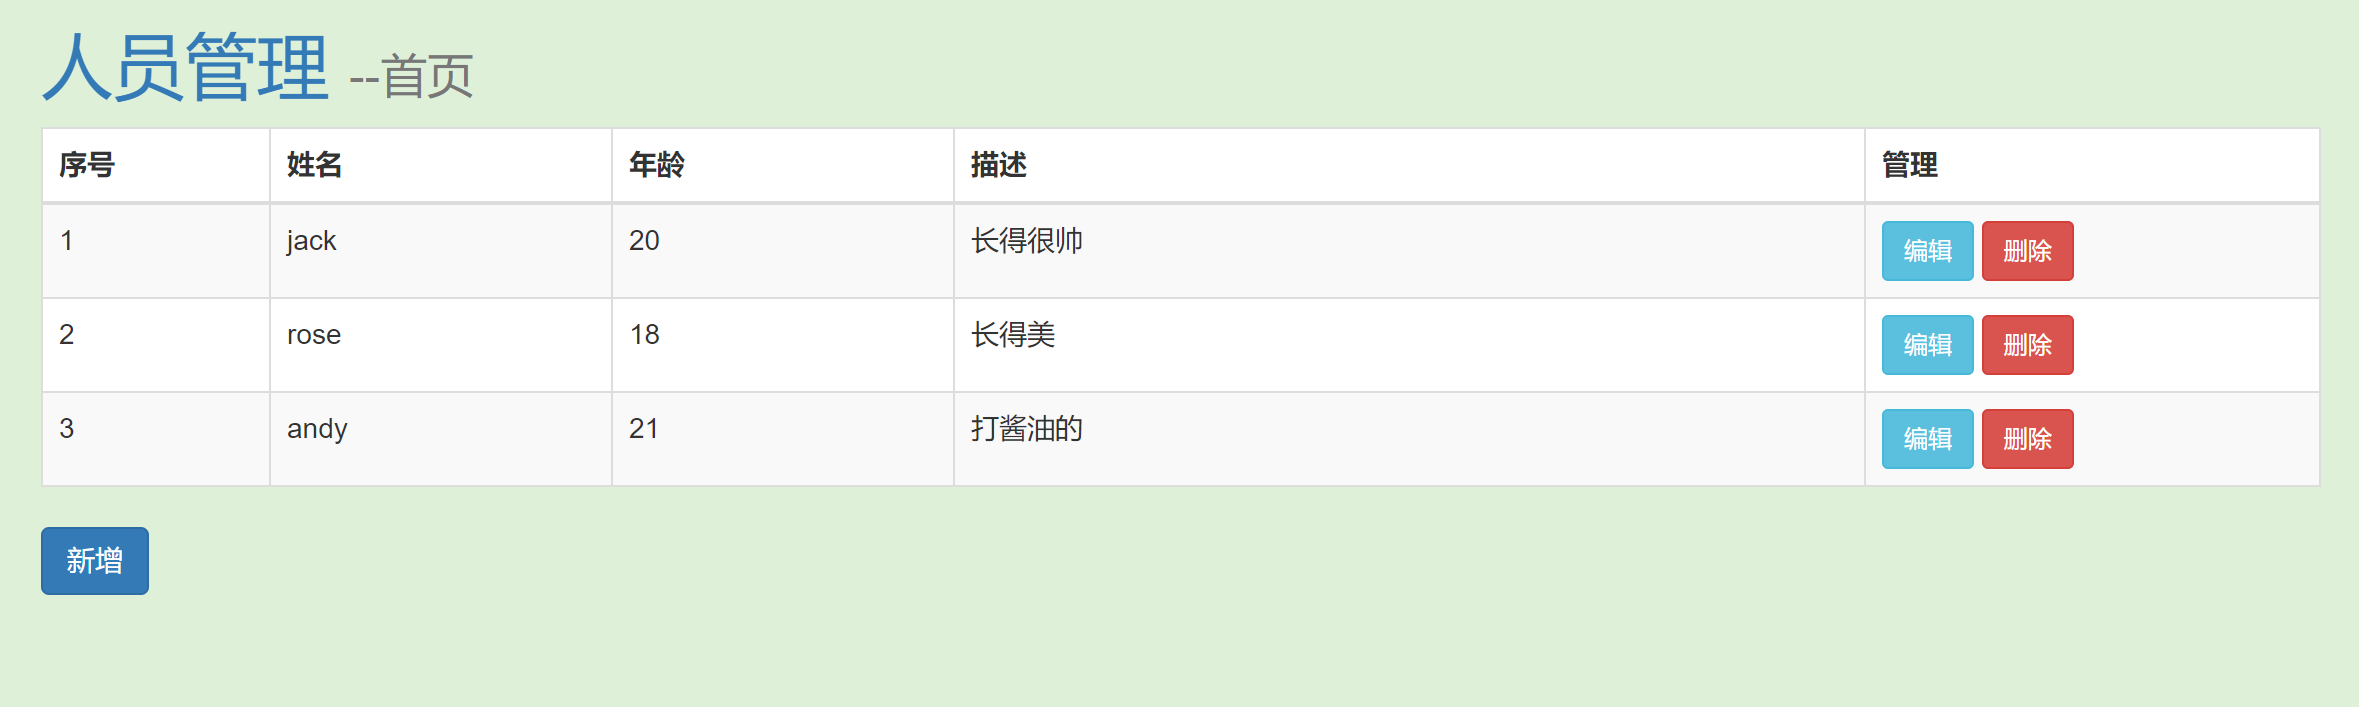 人员管理 --首页
序号 姓名 年龄 描述 管理
1 jack 20 长得很帅 编辑 删除
2 rose 18 长得美 编辑 删除
3 andy 21 打酱油的 编辑 删除
新增